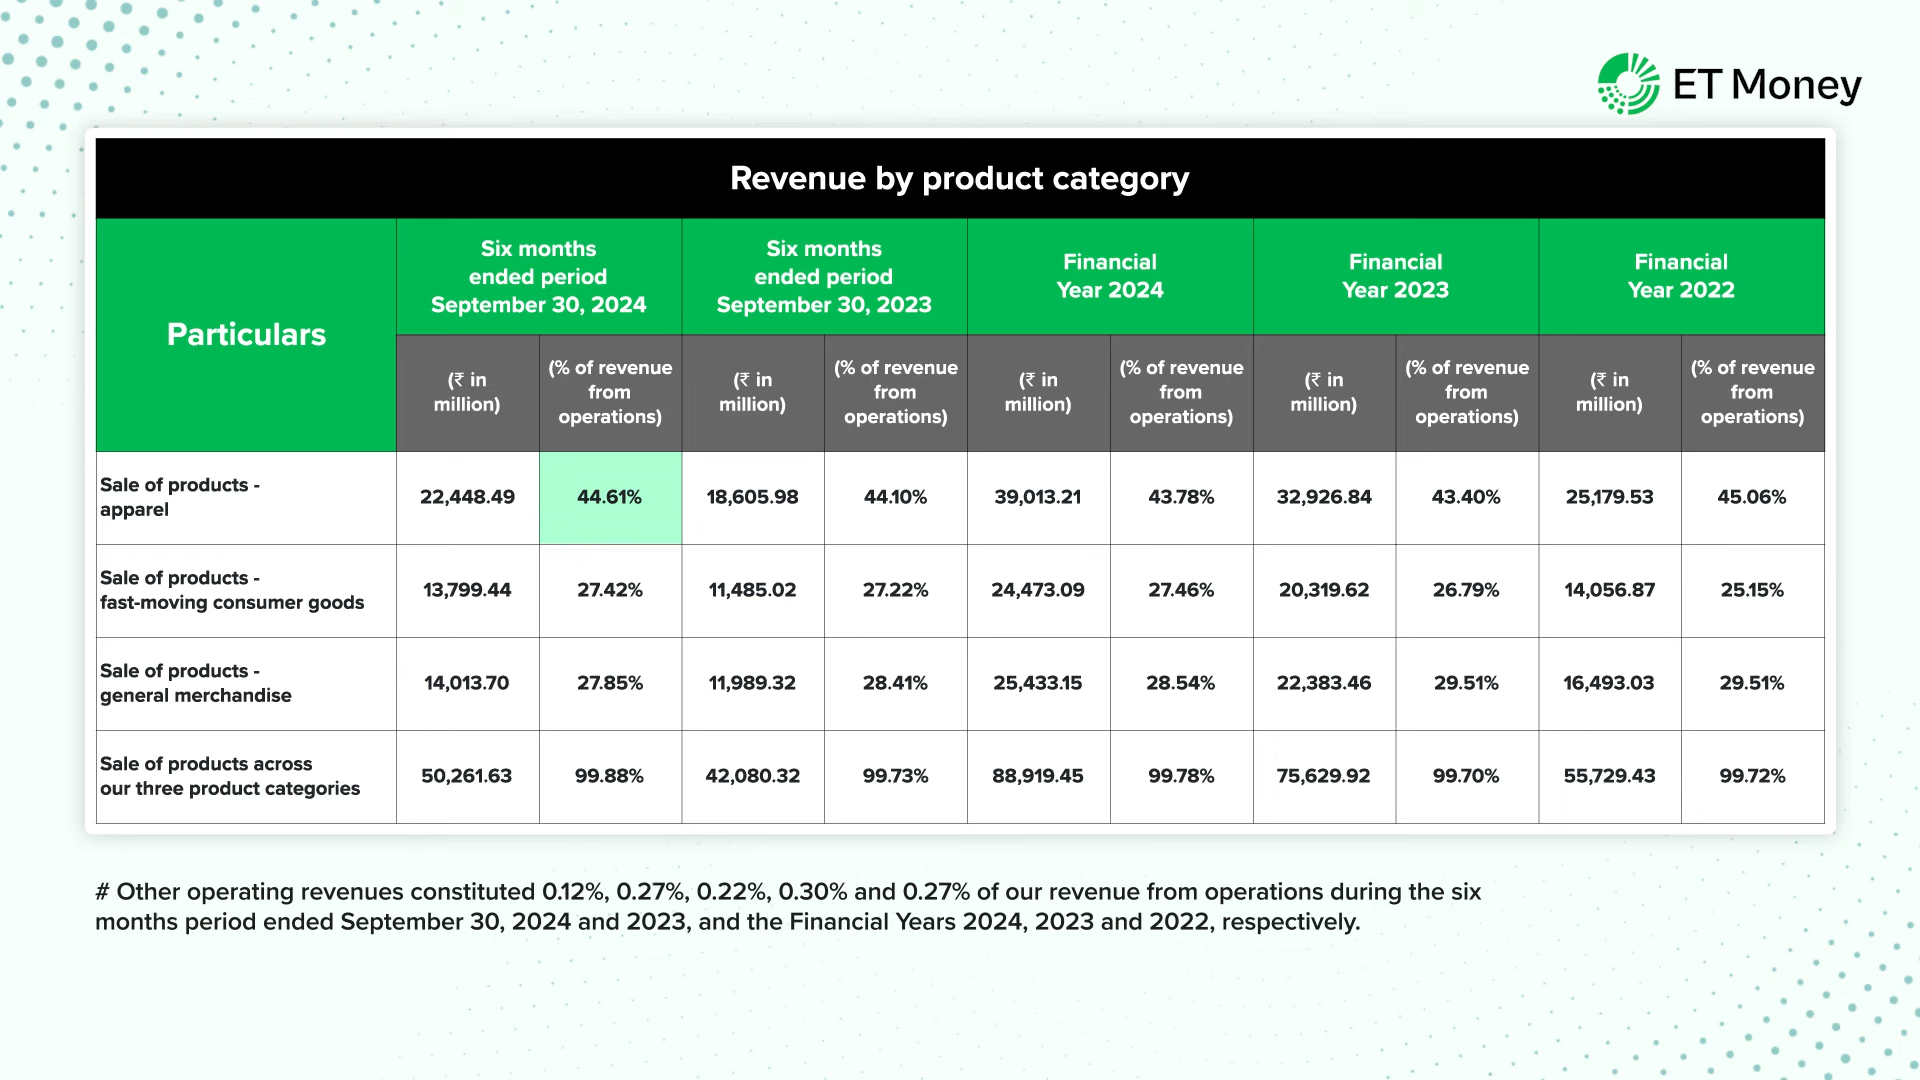 ET Money
Revenue by product category
Particulars
Six months
ended period
September 30, 2024
Six months
ended period
September 30, 2023
Financial
Year 2024
Financial
Year 2023
Financial
Year 2022
(₹ in
million)
(% of revenue
from
operations)
(₹ in
million)
(% of revenue
from
operations)
(₹ in
million)
(% of revenue
from
operations)
(₹ in
million)
(% of revenue
from
operations)
(₹ in
million)
(% of revenue
from
operations)
Sale of products -
apparel
22,448.49 44.61% 18,605.98 44.10% 39,013.21 43.78% 32,926.84 43.40% 25,179.53 45.06%
Sale of products -
fast-moving consumer goods
13,799.44 27.42% 11,485.02 27.22% 24,473.09 27.46% 20,319.62 26.79% 14,056.87 25.15%
Sale of products -
general merchandise
14,013.70 27.85% 11,989.32 28.41% 25,433.15 28.54% 22,383.46 29.51% 16,493.03 29.51%
Sale of products across
our three product categories
50,261.63 99.88% 42,080.32 99.73% 88,919.45 99.78% 75,629.92 99.70% 55,729.43 99.72%
# Other operating revenues constituted 0.12%, 0.27%, 0.22%, 0.30% and 0.27% of our revenue from operations during the six
months period ended September 30, 2024 and 2023, and the Financial Years 2024, 2023 and 2022, respectively.